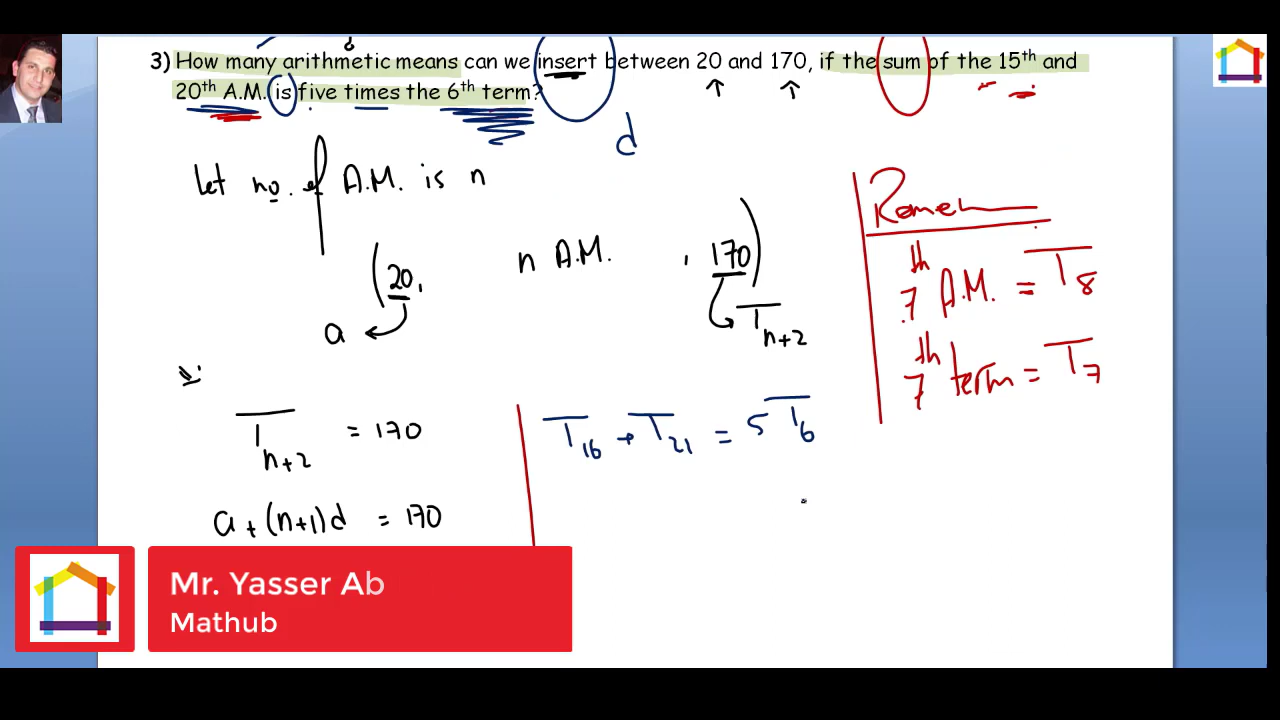 3) How many arithmetic means can we insert between 20 and 170, if the sum of the 15th and
20th A.M. is five times the 6th term?
d
Let no. of A.M. is n
(20, n A.M. , 170)
a
T n+2
T n+2 = 170
a + (n+1)d = 170
T16 + T21 = 5 T6
7th A.M. = T8
7th term = T7
Mr. Yasser Ab
Mathub